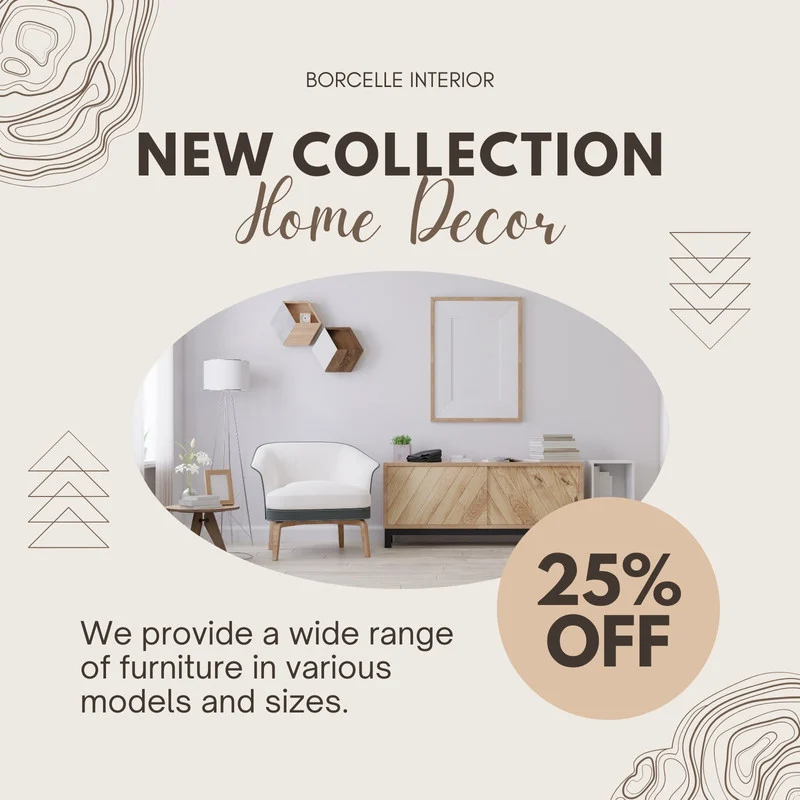 BORCELLE INTERIOR
NEW COLLECTION
Home Decor
25%
OFF
We provide a wide range
of furniture in various
models and sizes.